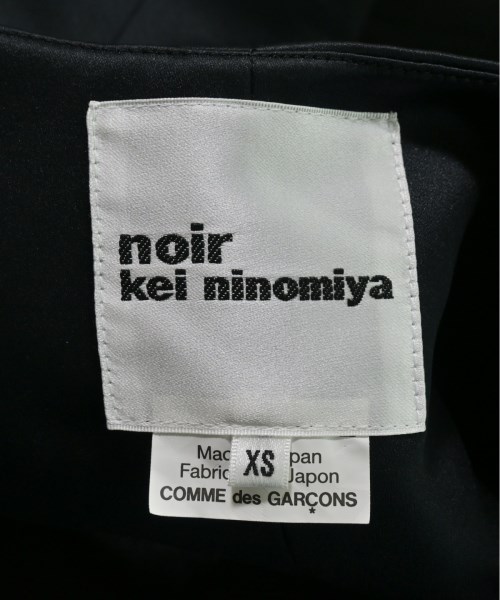 noir
kei ninomiya
XS
Mad pan
Fabric Japon
COMME des GARÇONS
*